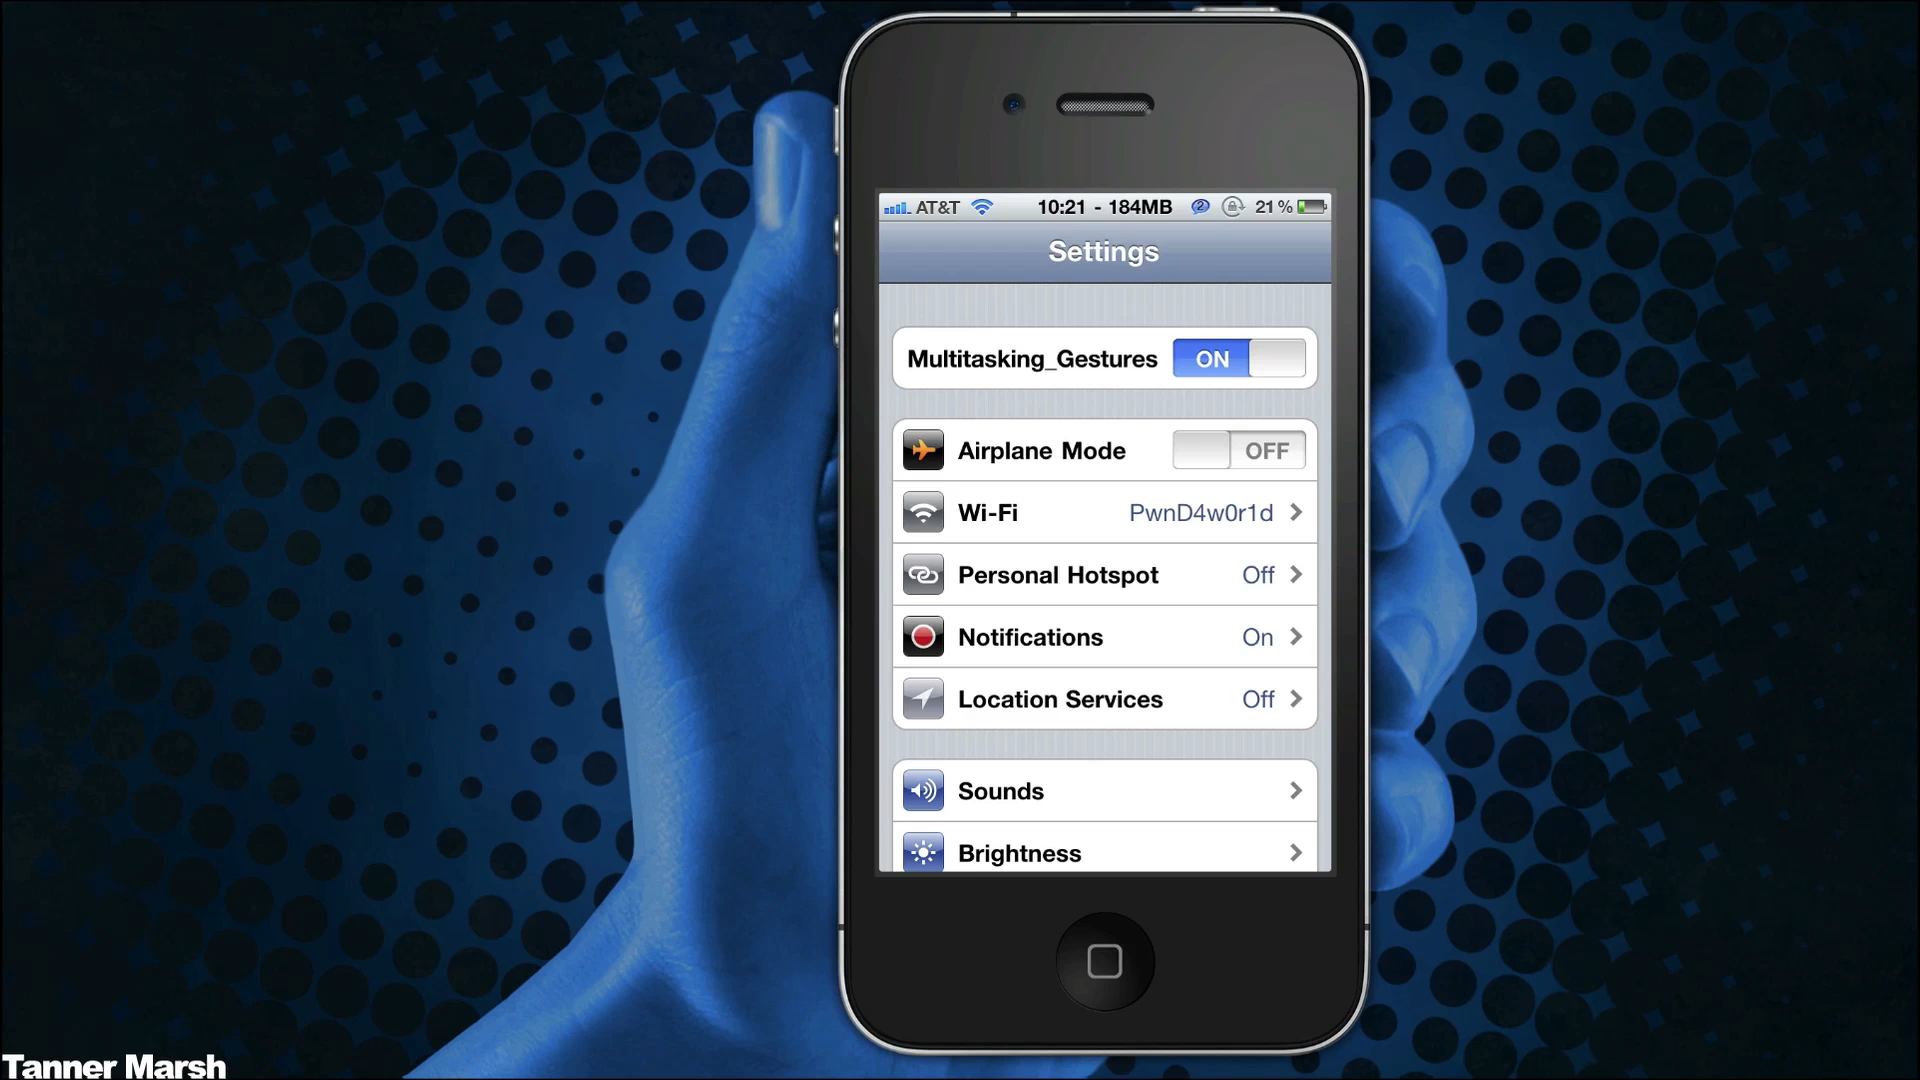 AT&T 10:21 - 184MB 2 21%
Settings
Multitasking_Gestures ON
Airplane Mode OFF
Wi-Fi PwnD4w0r1d
Personal Hotspot Off
Notifications On
Location Services Off
Sounds
Brightness
Tanner Marsh